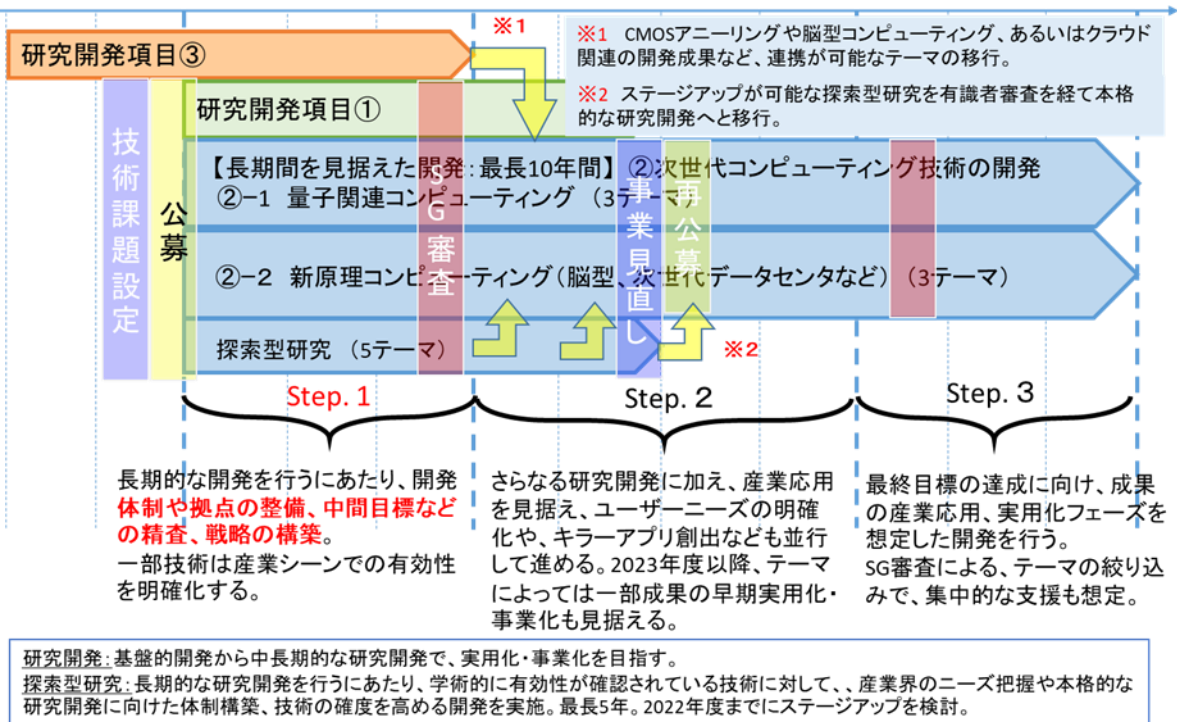 研究開発項目③
※1
※1 CMOSアニーリングや脳型コンピューティング、あるいはクラウド
関連の開発成果など、連携が可能なテーマの移行。
※2 ステージアップが可能な探索型研究を有識者審査を経て本格
的な研究開発へと移行。
研究開発項目①
技術課題設定
公募
SG審査
事業見直し
再公募
【長期間を見据えた開発:最長10年間】 ②次世代コンピューティング技術の開発
②-1 量子関連コンピューティング (3テーマ)
②-2 新原理コンピューティング(脳型、次世代データセンタなど) (3テーマ)
探索型研究 (5テーマ)
※2
Step. 1
Step. 2
Step. 3
長期的な開発を行うにあたり、開発
体制や拠点の整備、中間目標などの
精査、戦略の構築。
一部技術は産業シーンでの有効性
を明確化する。
さらなる研究開発に加え、産業応用
を見据え、ユーザーニーズの明確
化や、キラーアプリ創出なども並行
して進める。2023年度以降、テーマ
によっては一部成果の早期実用化・
事業化も見据える。
最終目標の達成に向け、成果
の産業応用、実用化フェーズを
想定した開発を行う。
SG審査による、テーマの絞り込
みで、集中的な支援も想定。
研究開発:基盤的開発から中長期的な研究開発で、実用化・事業化を目指す。
探索型研究:長期的な研究開発を行うにあたり、学術的に有効性が確認されている技術に対して、、産業界のニーズ把握や本格的な
研究開発に向けた体制構築、技術の確度を高める開発を実施。最長5年。2022年度までにステージアップを検討。